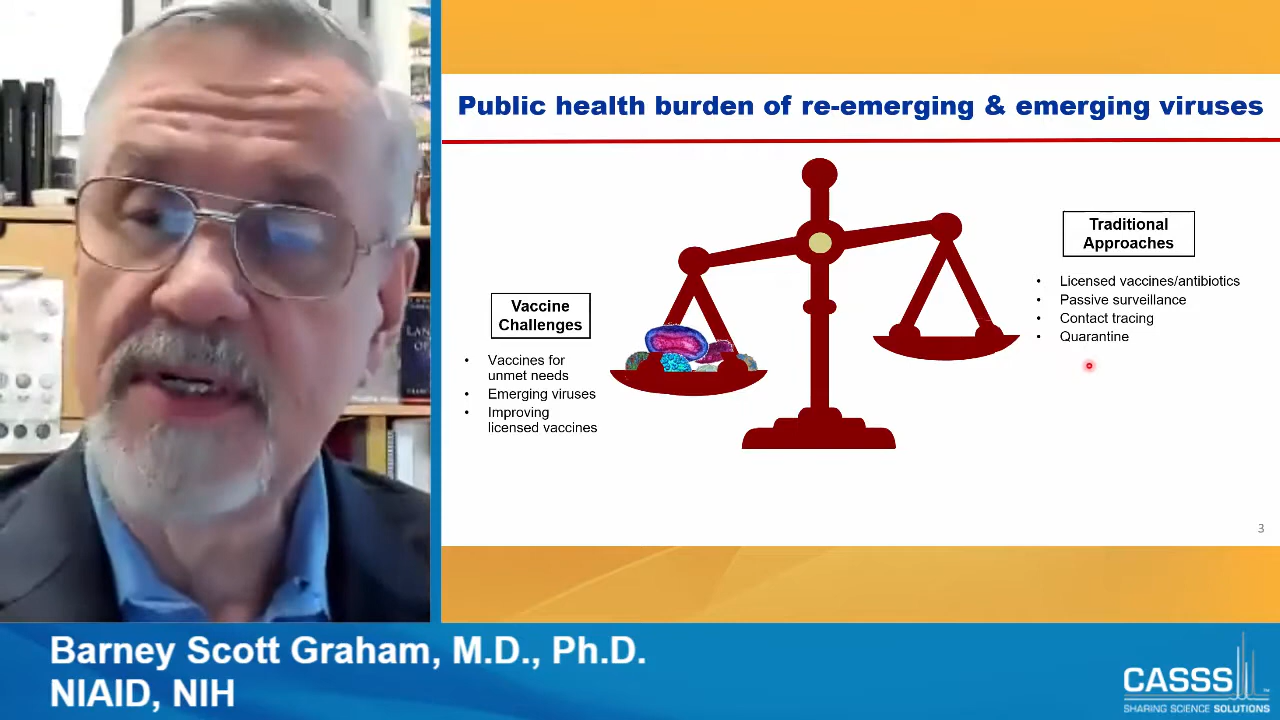 Public health burden of re-emerging & emerging viruses
Vaccine
Challenges
• Vaccines for
unmet needs
• Emerging viruses
• Improving
licensed vaccines
Traditional
Approaches
• Licensed vaccines/antibiotics
• Passive surveillance
• Contact tracing
• Quarantine
3
Barney Scott Graham, M.D., Ph.D.
NIAID, NIH
CASSS
SHARING SCIENCE SOLUTIONS